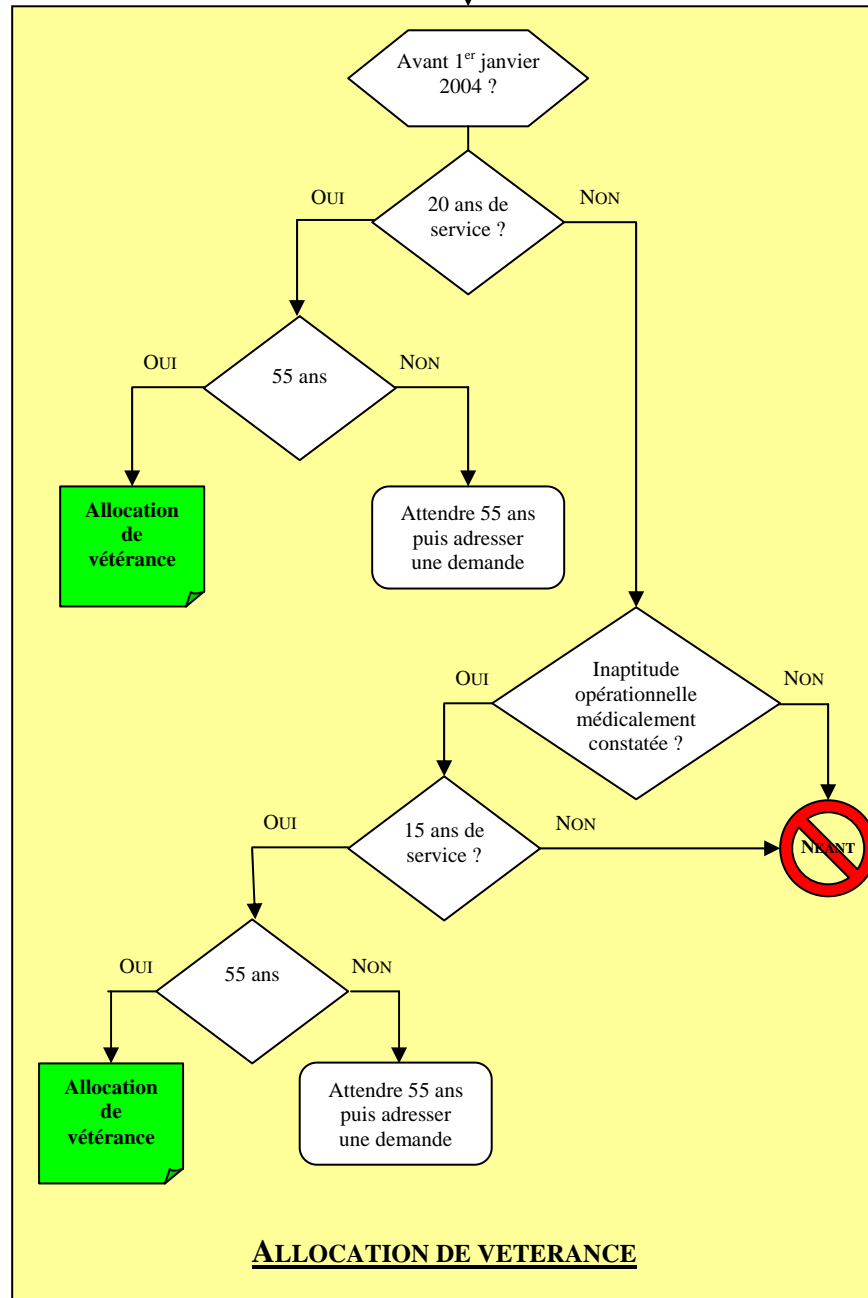 Avant 1er janvier
2004 ?
OUI
20 ans de
service ?
NON
OUI
55 ans
NON
Allocation
de
vétérance
Attendre 55 ans
puis adresser
une demande
OUI
Inaptitude
opérationnelle
médicalement
constatée ?
NON
OUI
15 ans de
service ?
NON
NEANT
OUI
55 ans
NON
Allocation
de
vétérance
Attendre 55 ans
puis adresser
une demande
ALLOCATION DE VETERANCE